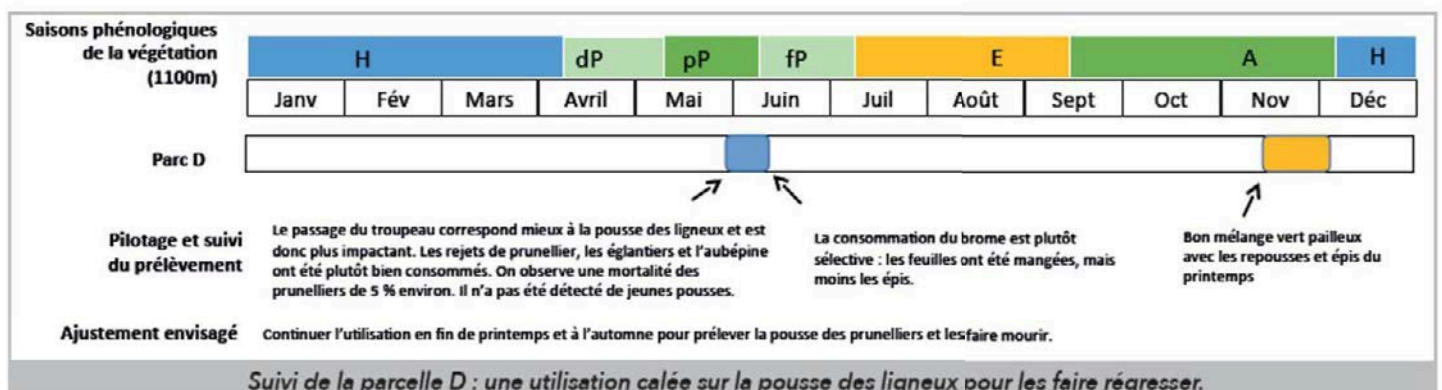 Saisons phénologiques
de la végétation
(1100m)
H dP pP fP E A H
Janv Fév Mars Avril Mai Juin Juil Août Sept Oct Nov Déc
Parc D
Pilotage et suivi
du prélèvement
Le passage du troupeau correspond mieux à la pousse des ligneux et est
donc plus impactant. Les rejets de prunellier, les églantiers et l'aubépine
ont été plutôt bien consommés. On observe une mortalité des
prunelliers de 5 % environ. Il n'a pas été détecté de jeunes pousses.
La consommation du brome est plutôt
sélective : les feuilles ont été mangées, mais
moins les épis.
Bon mélange vert pailleux
avec les repousses et épis du
printemps
Ajustement envisagé
Continuer l'utilisation en fin de printemps et à l'automne pour prélever la pousse des prunelliers et les faire mourir.
Suivi de la parcelle D : une utilisation calée sur la pousse des ligneux pour les faire régresser.